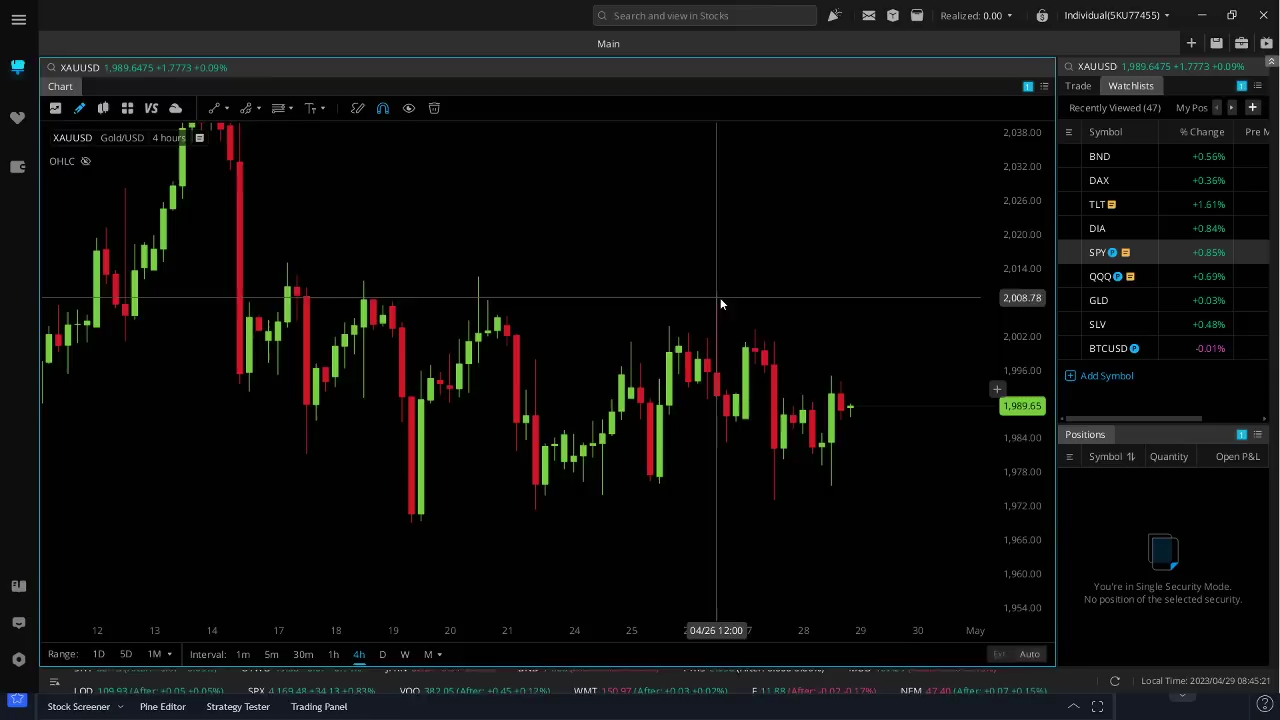 Search and view in Stocks
Realized: 0.00
Individual(5KU77455)
Main
XAUUSD 1,989.6475 +1.7773 +0.09%
Chart 1
VS T
XAUUSD Gold/USD 4 hours
OHLC
2,038.00
2,032.00
2,026.00
2,020.00
2,014.00
2,008.78
2,002.00
1,996.00
1,989.65
1,984.00
1,978.00
1,972.00
1,966.00
1,960.00
1,954.00
12 13 14 17 18 19 20 21 24 25 04/26 12:00 7 28 29 30 May
Range: 1D 5D 1M Interval: 1m 5m 30m 1h 4h D W M
Ext Auto
XAUUSD 1,989.6475 +1.7773 +0.09%
Trade Watchlists 1
Recently Viewed (47) My Pos
Symbol % Change Pre M
BND +0.56%
DAX +0.36%
TLT +1.61%
DIA +0.84%
SPY P +0.85%
QQQ P +0.69%
GLD +0.03%
SLV +0.48%
BTCUSD P -0.01%
Add Symbol
Positions 1
Symbol Quantity Open P&L
You're in Single Security Mode.
No position of the selected security.
SPX 4,169.48 +34.13 +0.83% VOO 382.05 (After: +0.45 +0.12%) WMT 150.97 (After: +0.03 +0.02%) F 11.88 (After: -0.02 -0.17%) NEM 47.40 (After: +0.07 +0.15%)
Local Time: 2023/04/29 08:45:21
Stock Screener Pine Editor Strategy Tester Trading Panel